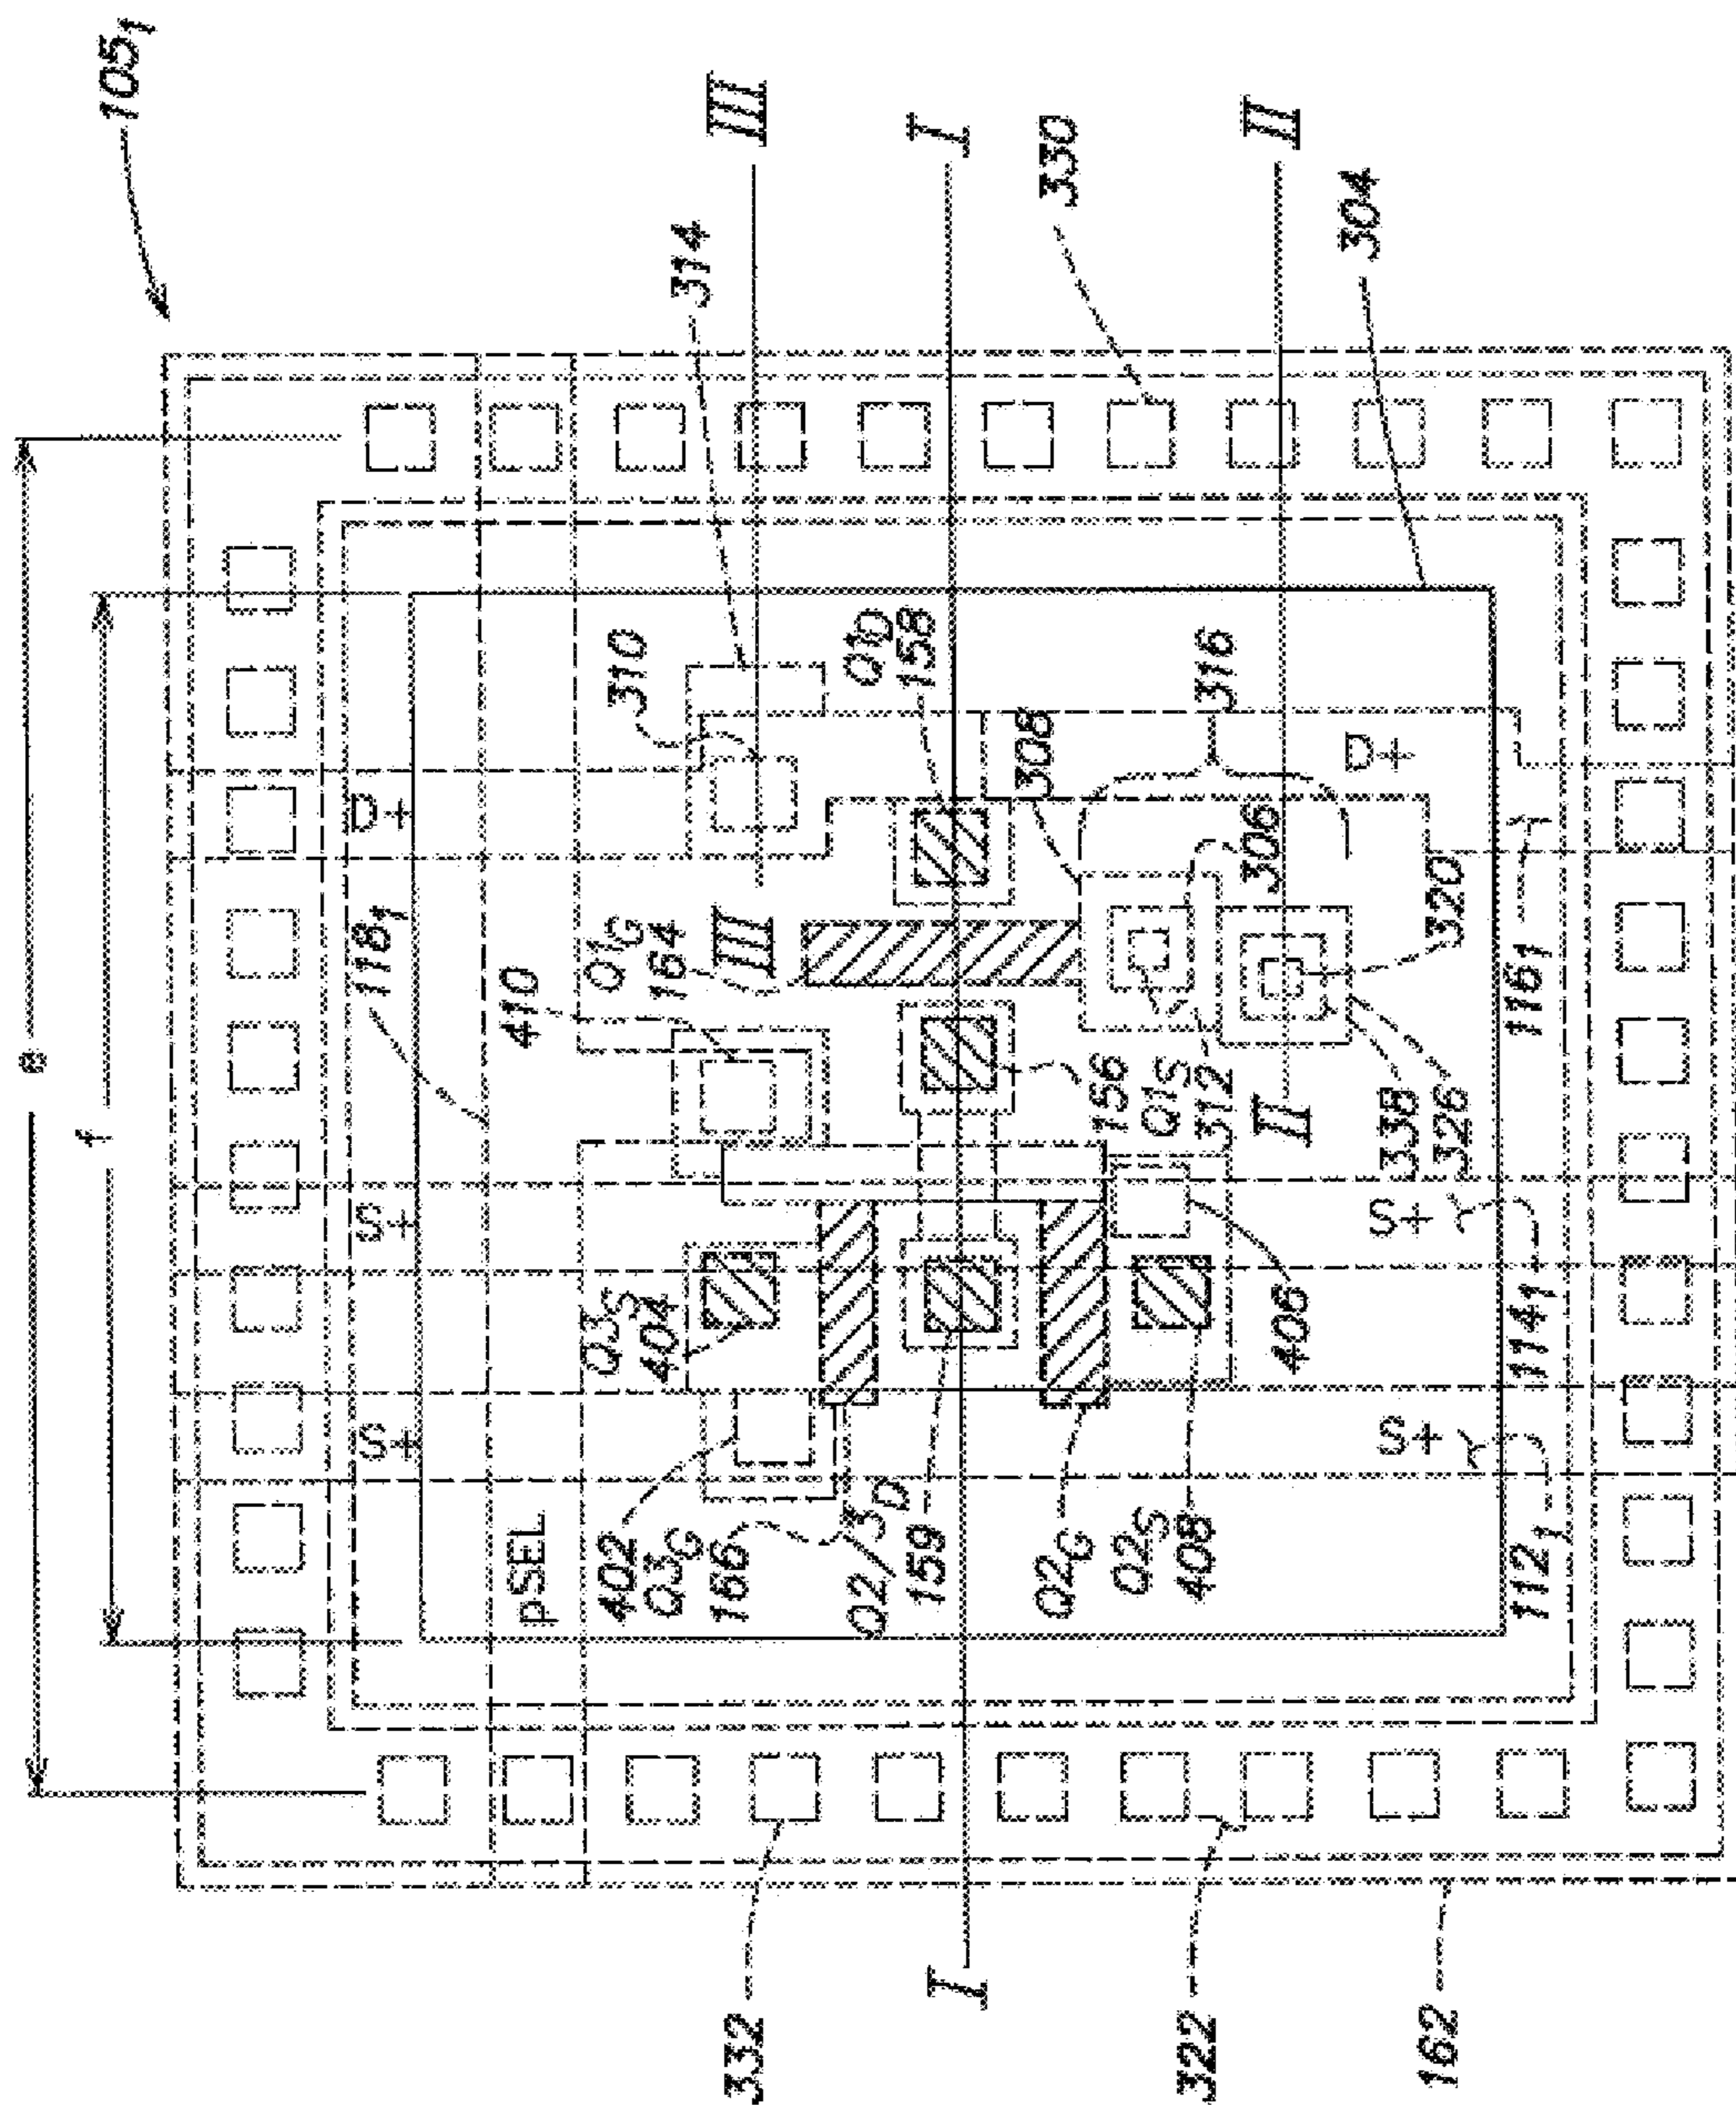 105₁
e
f
III
I
II
314
330
304
310
Q1D
158
308
316
D+
D+
118₁
Q1G
164
III
306
320
116₁
410
156
Q1S
312
II
338
326
S+
S+
Q3S
404
406
114₁
S+
S+
pSEL
402
Q3G
166
Q2/3D
159
Q2G
Q2S
408
112₁
332
I
322
162